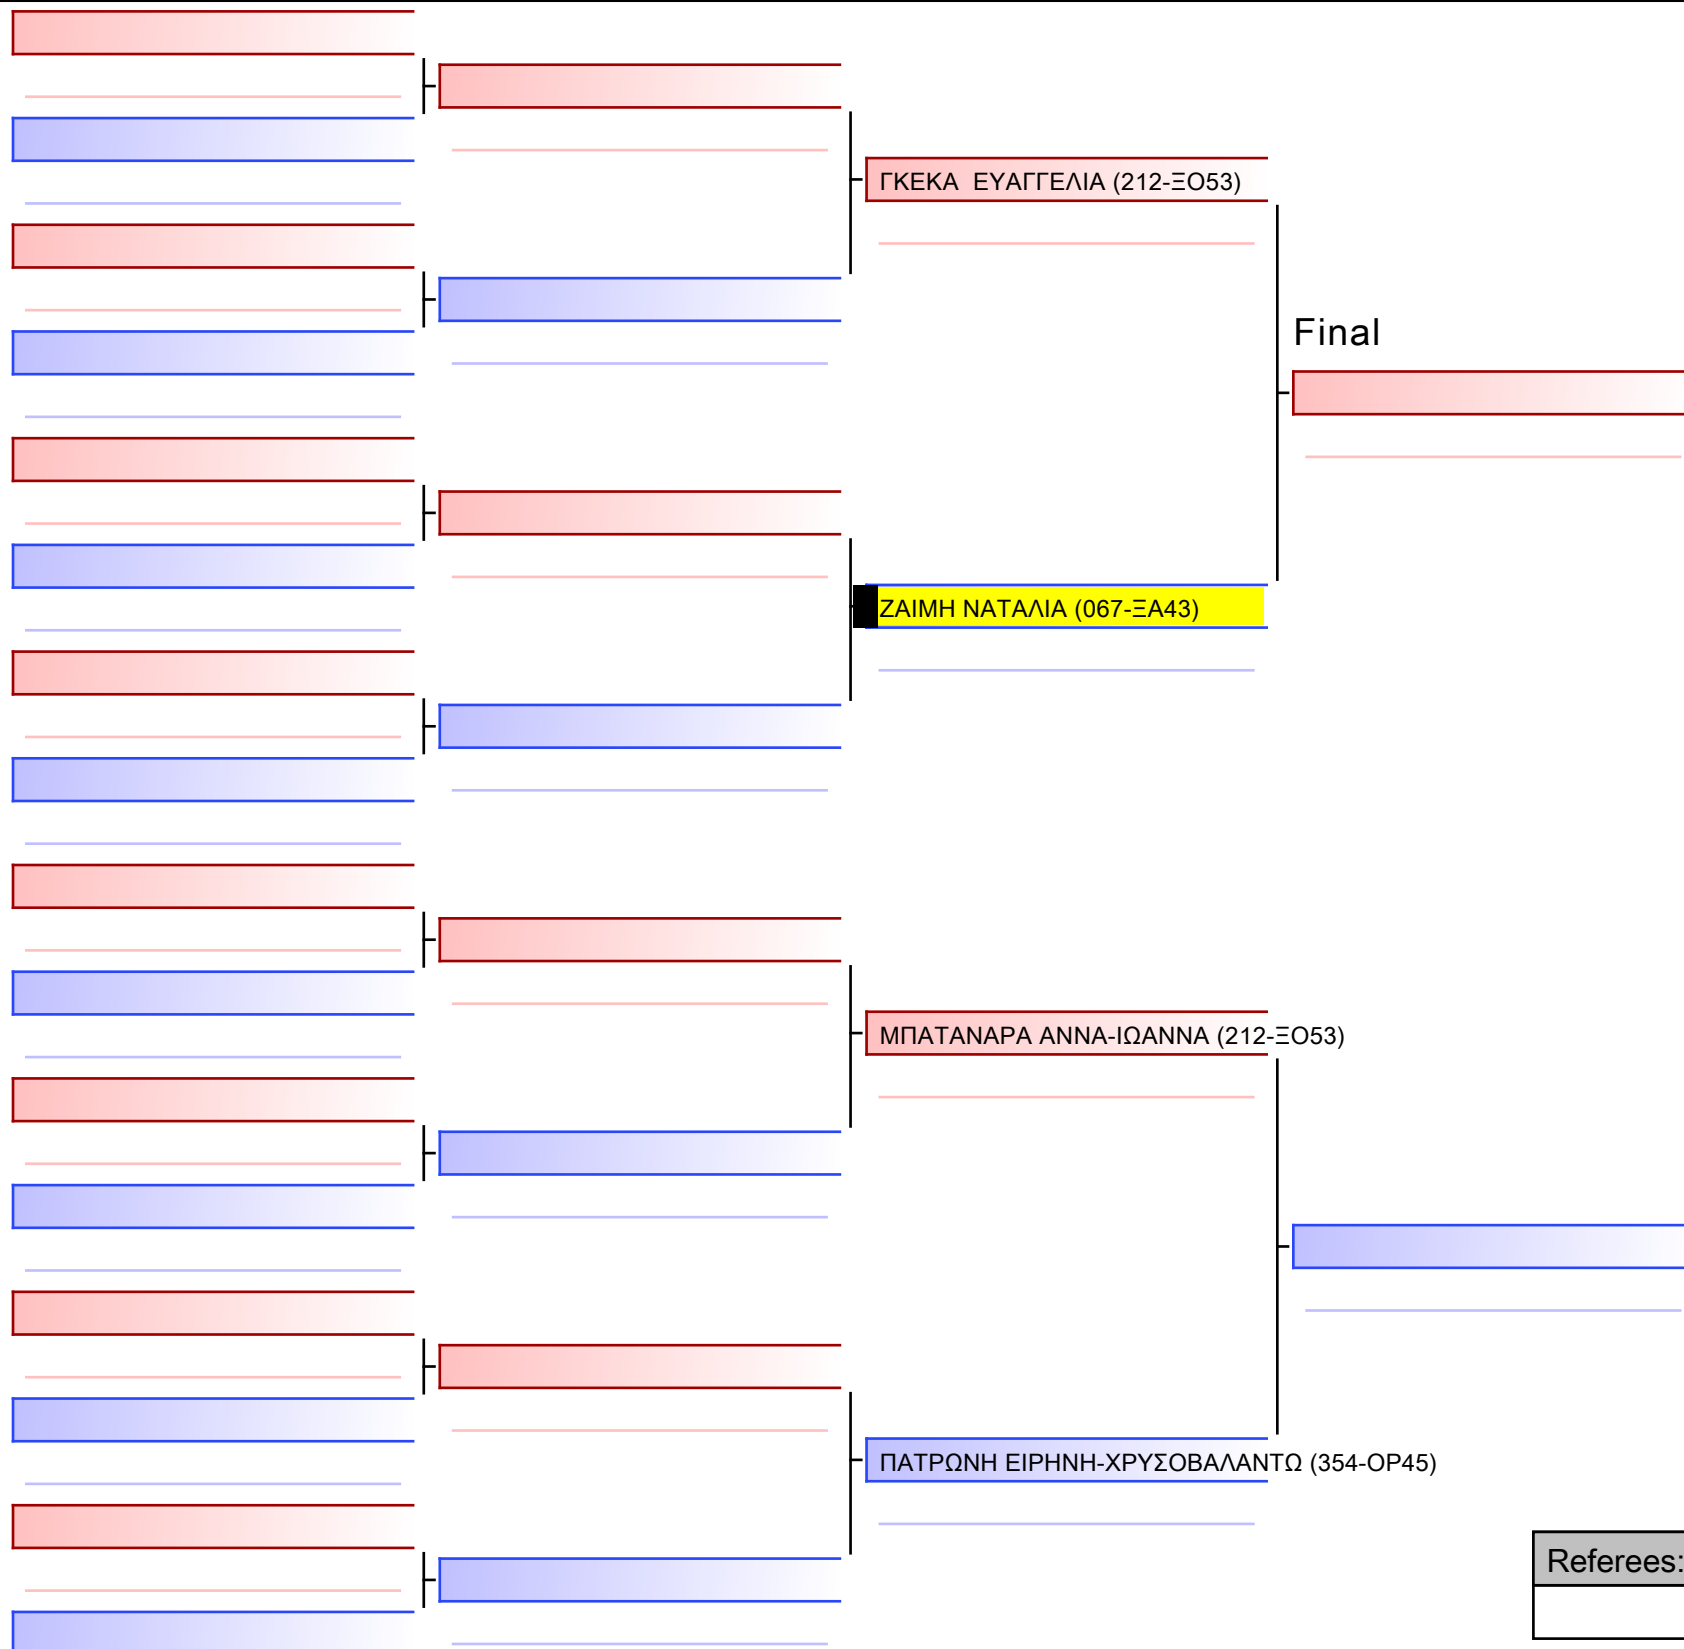 ΓΚΕΚΑ  ΕΥΑΓΓΕΛΙΑ (212-ΞΟ53)
Final
ΖΑΙΜΗ ΝΑΤΑΛΙΑ (067-ΞΑ43)
ΜΠΑΤΑΝΑΡΑ ΑΝΝΑ-ΙΩΑΝΝΑ (212-ΞΟ53)
ΠΑΤΡΩΝΗ ΕΙΡΗΝΗ-ΧΡΥΣΟΒΑΛΑΝΤΩ (354-ΟΡ45)
Referees: